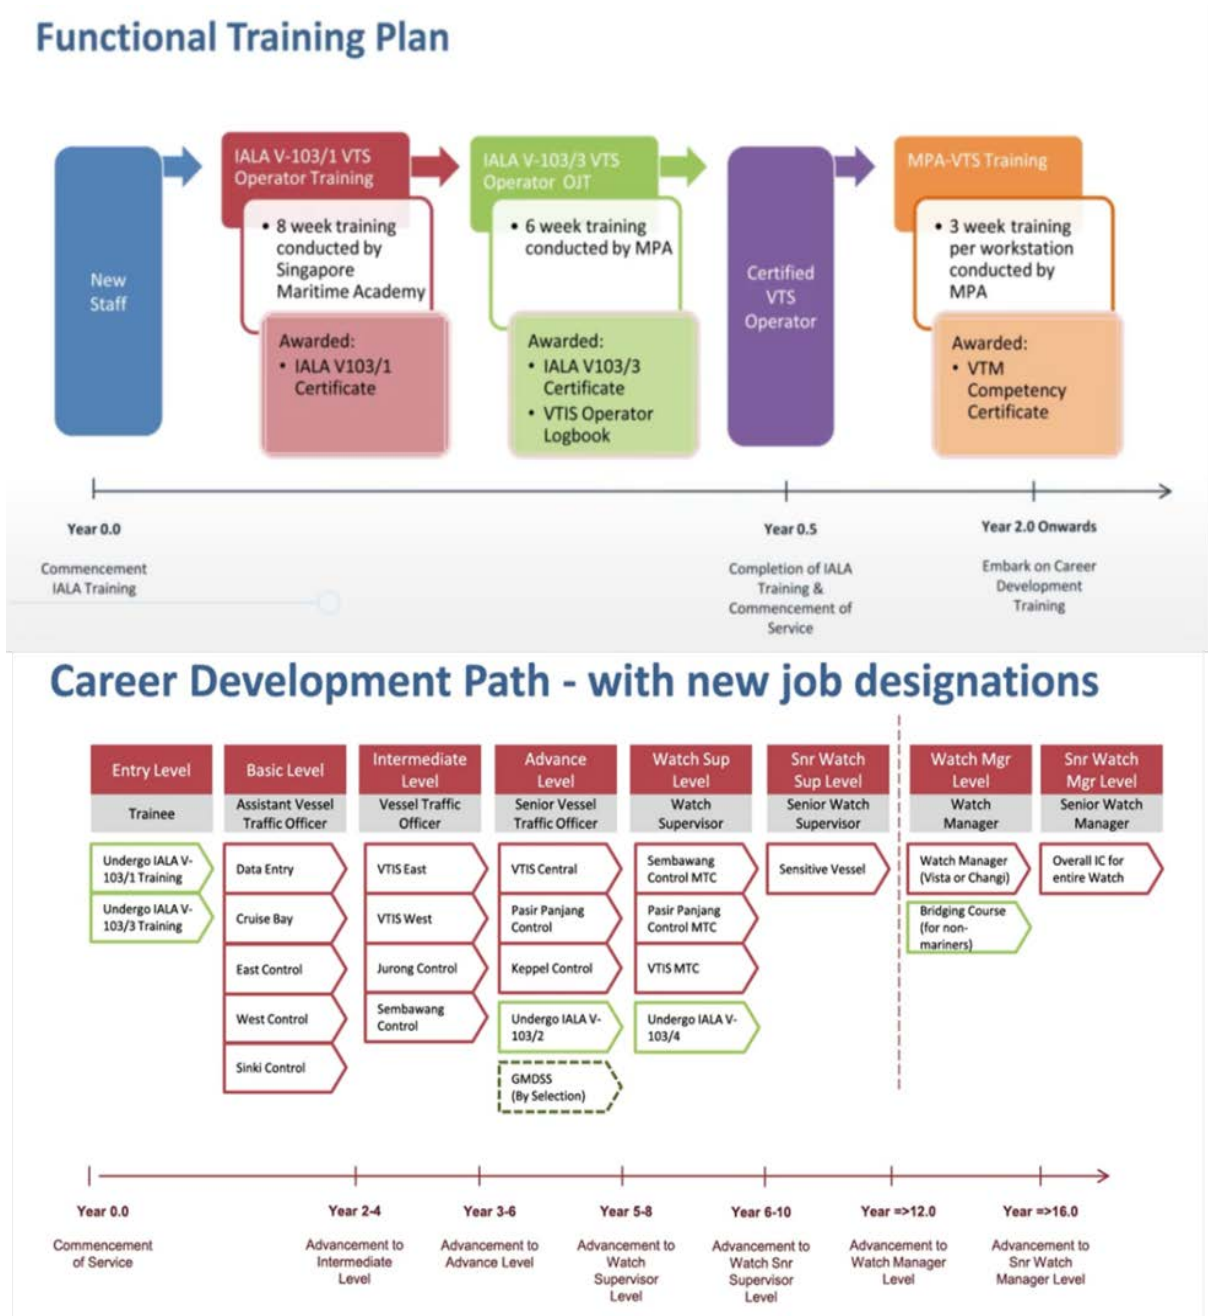 Functional Training Plan
New
Staff
IALA V-103/1 VTS
Operator Training
• 8 week training
conducted by
Singapore
Maritime Academy
Awarded:
• IALA V103/1
Certificate
IALA V-103/3 VTS
Operator OJT
• 6 week training
conducted by MPA
Awarded:
• IALA V103/3
Certificate
• VTIS Operator
Logbook
Certified
VTS
Operator
MPA-VTS Training
• 3 week training
per workstation
conducted by
MPA
Awarded:
• VTM
Competency
Certificate
Year 0.0
Commencement
IALA Training
Year 0.5
Completion of IALA
Training &
Commencement of
Service
Year 2.0 Onwards
Embark on Career
Development
Training
Career Development Path - with new job designations
Entry Level
Trainee
Undergo IALA V-
103/1 Training
Undergo IALA V-
103/3 Training
Basic Level
Assistant Vessel
Traffic Officer
Data Entry
Cruise Bay
East Control
West Control
Sinki Control
Intermediate
Level
Vessel Traffic
Officer
VTIS East
VTIS West
Jurong Control
Sembawang
Control
Advance
Level
Senior Vessel
Traffic Officer
VTIS Central
Pasir Panjang
Control
Keppel Control
Undergo IALA V-
103/2
GMDSS
(By Selection)
Watch Sup
Level
Watch
Supervisor
Sembawang
Control MTC
Pasir Panjang
Control MTC
VTIS MTC
Undergo IALA V-
103/4
Snr Watch
Sup Level
Senior Watch
Supervisor
Sensitive Vessel
Watch Mgr
Level
Watch
Manager
Watch Manager
(Vista or Changi)
Bridging Course
(for non-
mariners)
Snr Watch
Mgr Level
Senior Watch
Manager
Overall IC for
entire Watch
Year 0.0
Commencement
of Service
Year 2-4
Advancement to
Intermediate
Level
Year 3-6
Advancement to
Advance Level
Year 5-8
Advancement to
Watch
Supervisor
Level
Year 6-10
Advancement to
Watch Snr
Supervisor
Level
Year =>12.0
Advancement to
Watch Manager
Level
Year =>16.0
Advancement to
Snr Watch
Manager Level